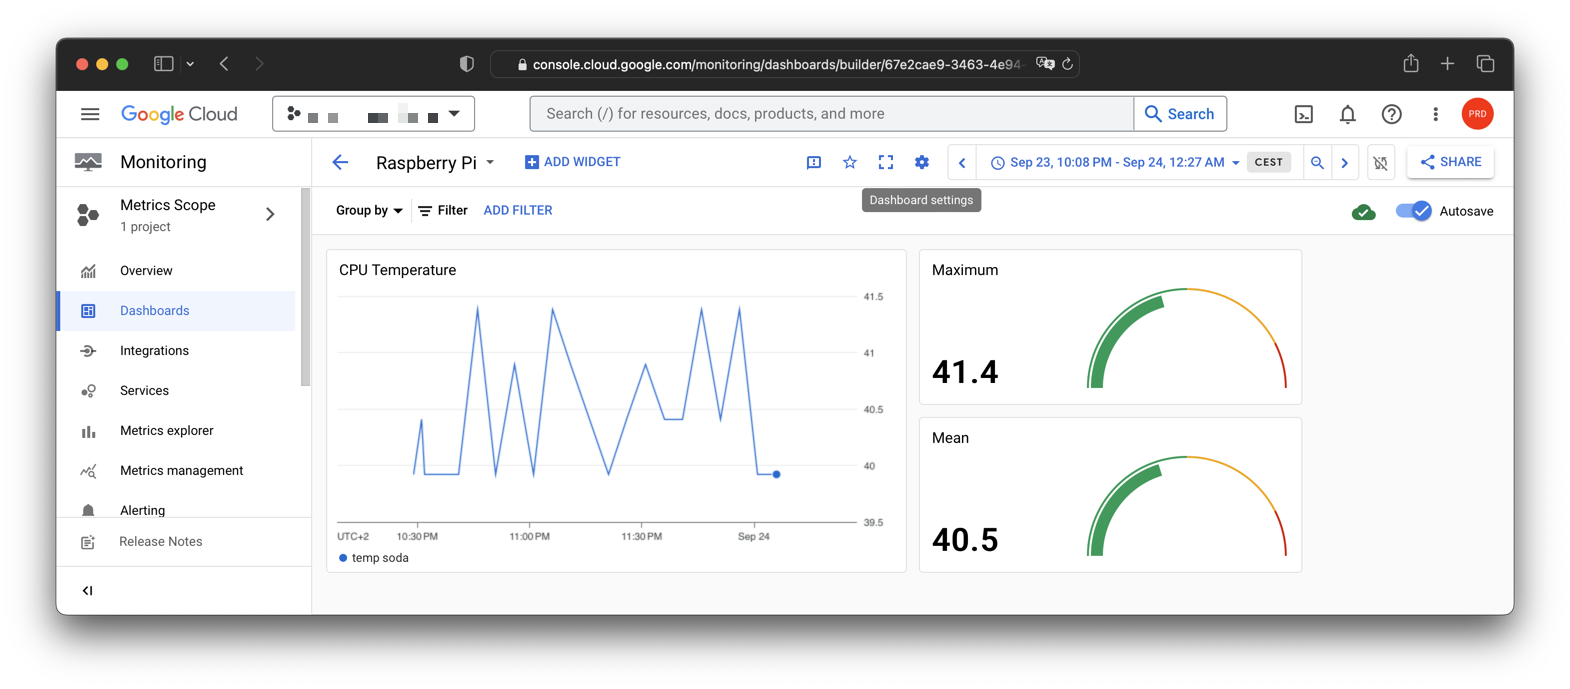 console.cloud.google.com/monitoring/dashboards/builder/67e2cae9-3463-4e94-
Google Cloud
Search (/) for resources, docs, products, and more
Search
PRD
Monitoring
Raspberry Pi
ADD WIDGET
Sep 23, 10:08 PM - Sep 24, 12:27 AM
CEST
SHARE
Dashboard settings
Metrics Scope
1 project
Group by
Filter
ADD FILTER
Autosave
Overview
Dashboards
Integrations
Services
Metrics explorer
Metrics management
Alerting
Release Notes
CPU Temperature
41.5
41
40.5
40
39.5
UTC+2
10:30 PM
11:00 PM
11:30 PM
Sep 24
temp soda
Maximum
41.4
Mean
40.5